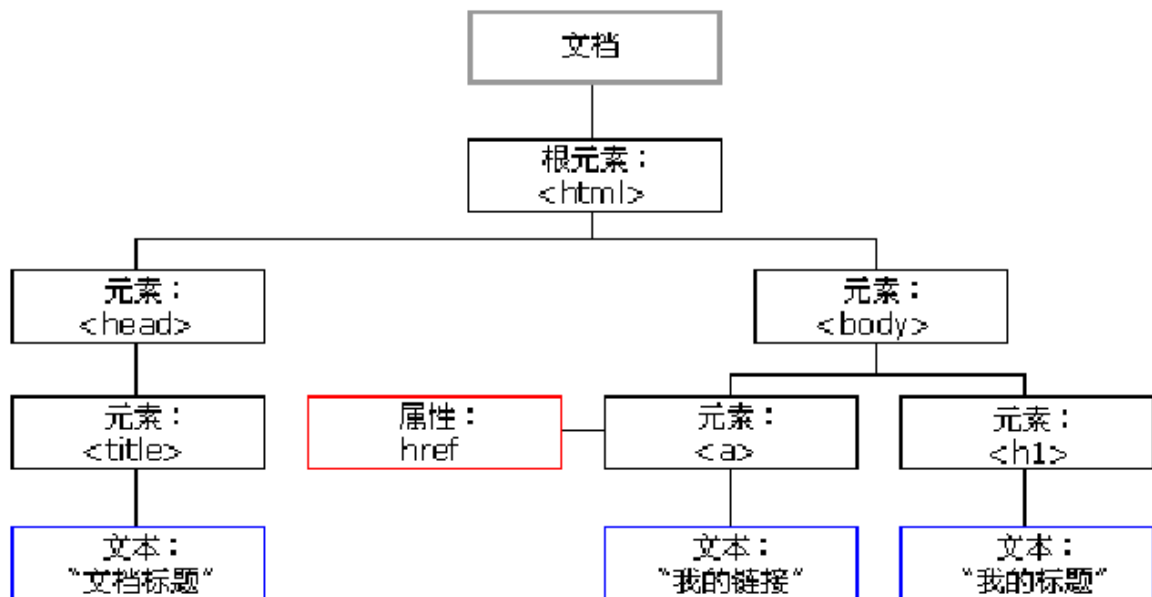 文档
根元素：
<html>
元素：
<head>
元素：
<body>
元素：
<title>
属性：
href
元素：
<a>
元素：
<h1>
文本：
"文档标题"
文本：
"我的链接"
文本：
"我的标题"